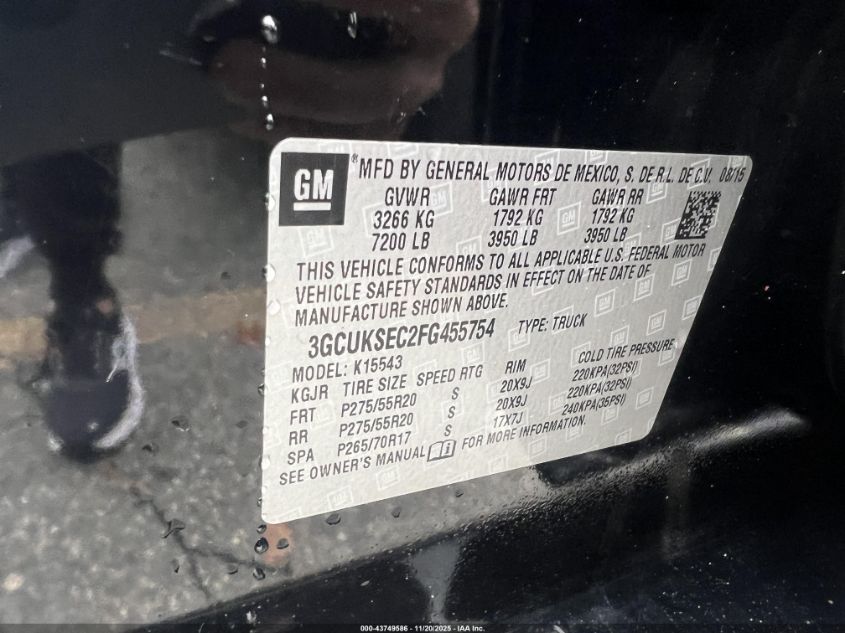 GM
® MFD BY GENERAL MOTORS DE MEXICO, S. DE R.L. DE C.V. 08/15
GVWR GAWR FRT GAWR RR
3266 KG 1792 KG 1792 KG
7200 LB 3950 LB 3950 LB
THIS VEHICLE CONFORMS TO ALL APPLICABLE U.S. FEDERAL MOTOR
VEHICLE SAFETY STANDARDS IN EFFECT ON THE DATE OF
MANUFACTURE SHOWN ABOVE.
3GCUKSEC2FG455754 TYPE: TRUCK
MODEL: K15543
KGJR TIRE SIZE SPEED RTG RIM COLD TIRE PRESSURE
FRT P275/55R20 S 20X9J 220KPA(32PSI)
RR P275/55R20 S 20X9J 220KPA(32PSI)
SPA P265/70R17 S 17X7J 240KPA(35PSI)
SEE OWNER'S MANUAL FOR MORE INFORMATION.
000-43749586 - 11/20/2025 - IAA Inc.